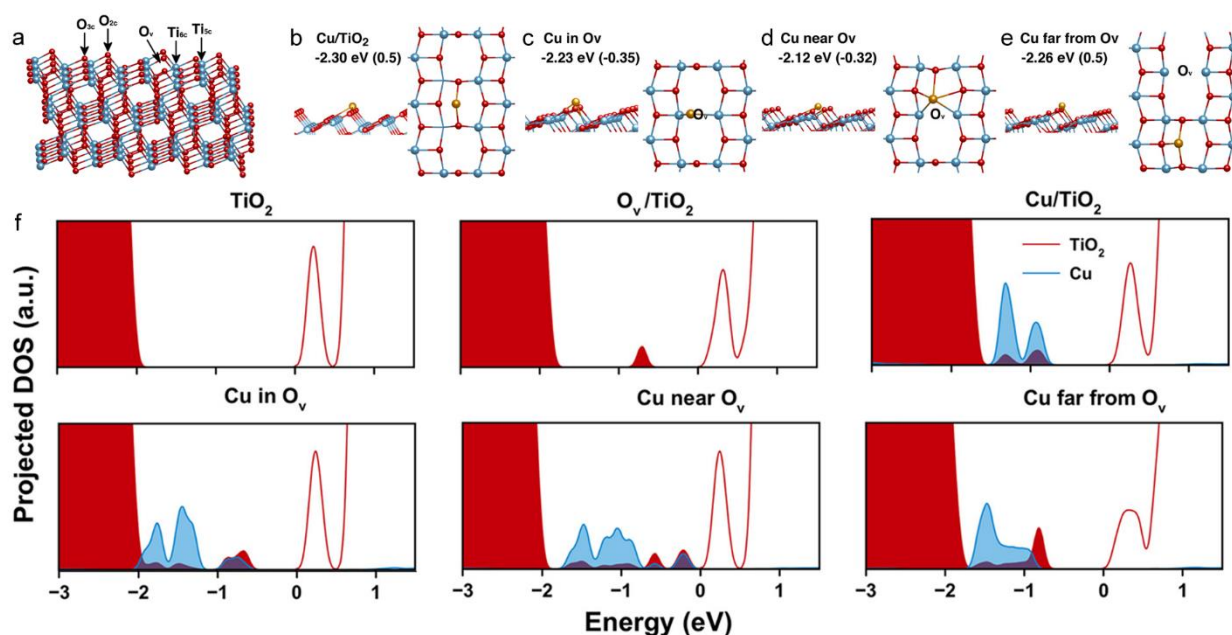 a
O3c
O2c
Ov
Ti6c
Ti5c
b
Cu/TiO2
-2.30 eV (0.5)
c
Cu in Ov
-2.23 eV (-0.35)
Ov
d
Cu near Ov
-2.12 eV (-0.32)
Ov
e
Cu far from Ov
-2.26 eV (0.5)
Ov
f
Projected DOS (a.u.)
TiO2
Ov/TiO2
Cu/TiO2
TiO2
Cu
Cu in Ov
Cu near Ov
Cu far from Ov
−3 −2 −1 0 1
−3 −2 −1 0 1
−3 −2 −1 0 1
Energy (eV)